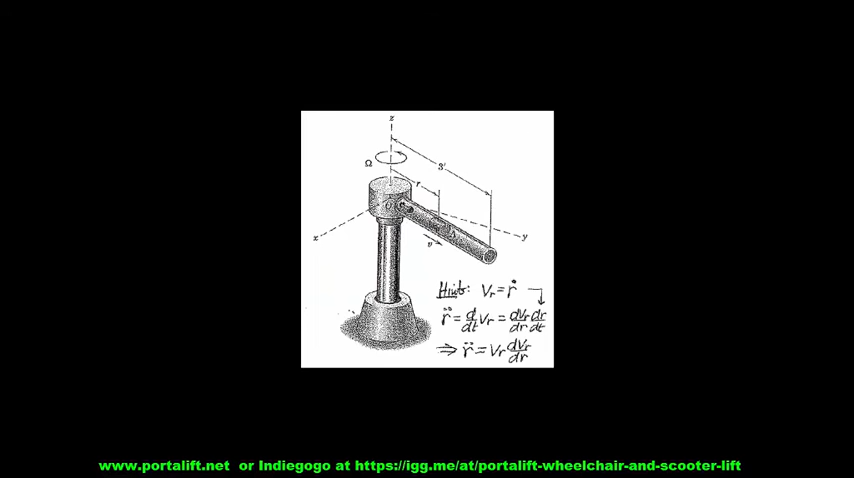 z
Ω
3'
r
O
x
A
y
v
Hint: Vr = ṙ
r̈ = d/dt Vr = dVr/dr dr/dt
⇒ r̈ = Vr dVr/dr
www.portalift.net or Indiegogo at https://igg.me/at/portalift-wheelchair-and-scooter-lift